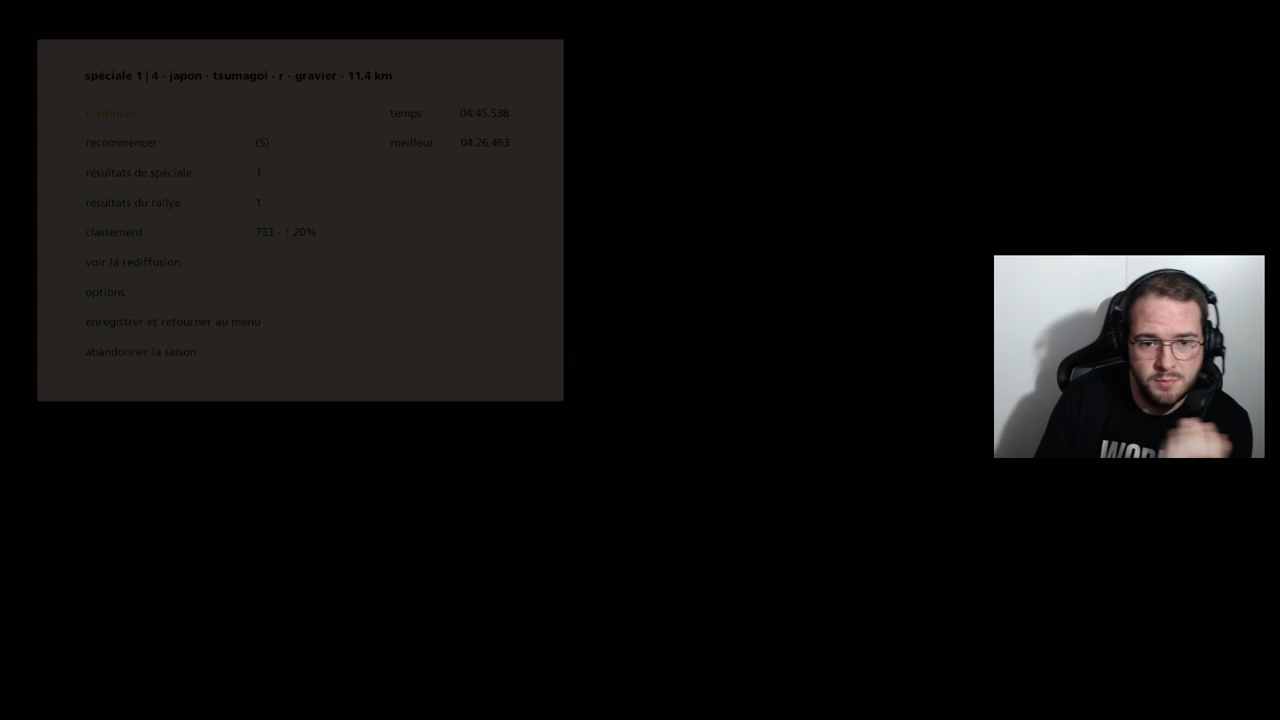 spéciale 1 | 4 - japon - tsumagoi - r - gravier - 11,4 km
continuer temps 04:45.538
recommencer (5) meilleur 04:26.463
résultats de spéciale 1
résultats du rallye 1
classement 733 - ↑ 20%
voir la rediffusion
options
enregistrer et retourner au menu
abandonner la saison